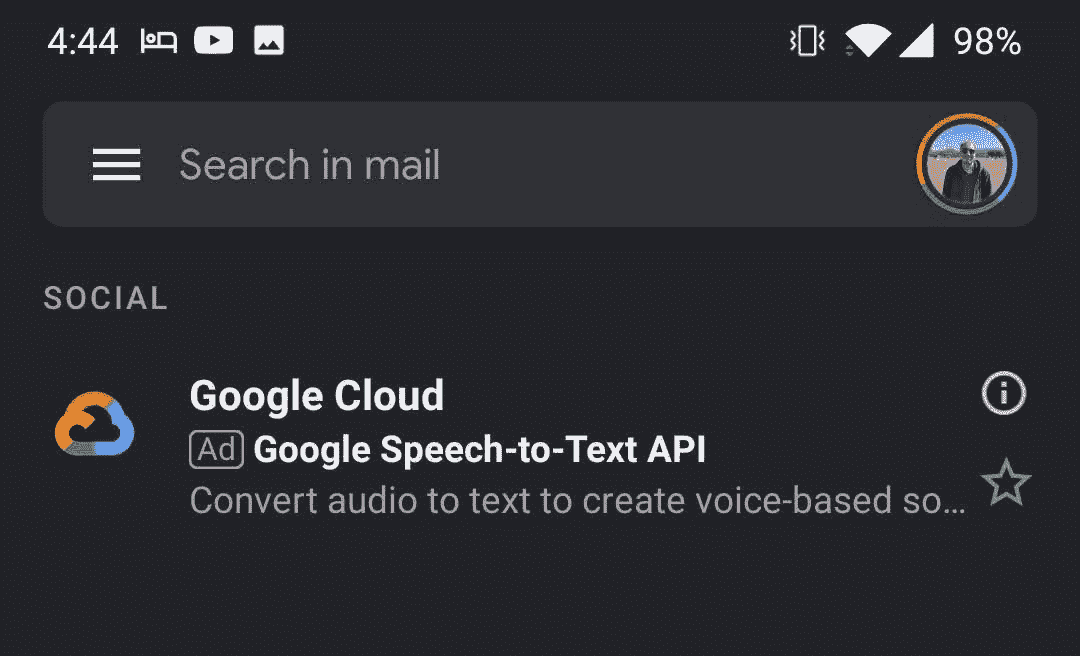 4:44 98%
Search in mail
SOCIAL
Google Cloud
Ad Google Speech-to-Text API
Convert audio to text to create voice-based so...